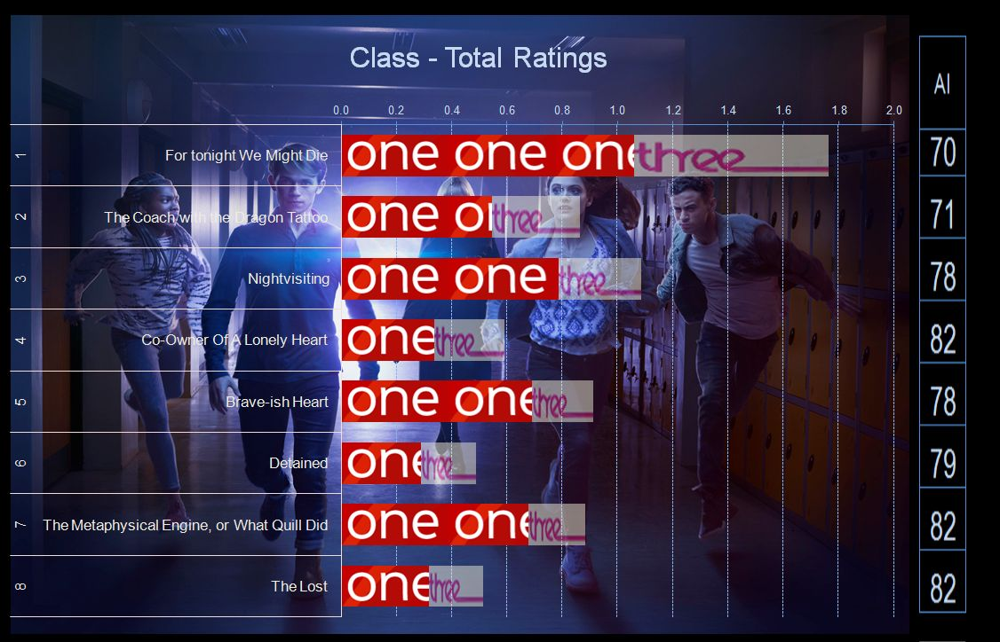 Class - Total Ratings
AI
0.0 0.2 0.4 0.6 0.8 1.0 1.2 1.4 1.6 1.8 2.0
1 For tonight We Might Die one one one three 70
2 The Coach with the Dragon Tattoo one on three 71
3 Nightvisiting one one three 78
4 Co-Owner Of A Lonely Heart one three 82
5 Brave-ish Heart one one three 78
6 Detained one three 79
7 The Metaphysical Engine, or What Quill Did one one three 82
8 The Lost one three 82